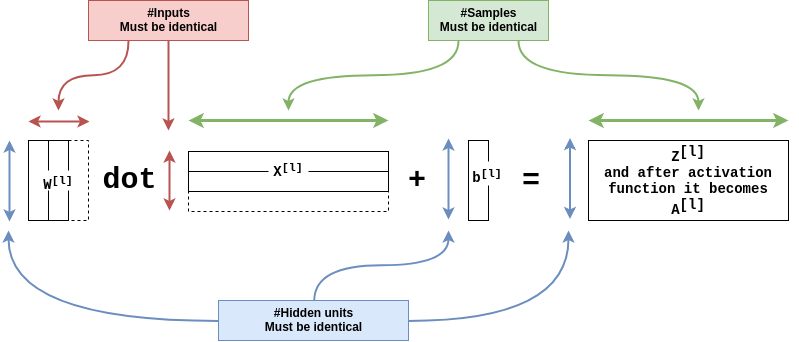 #Inputs
Must be identical
#Samples
Must be identical
W[l]
dot
X[l]
+
b[l]
=
Z[l]
and after activation
function it becomes
A[l]
#Hidden units
Must be identical